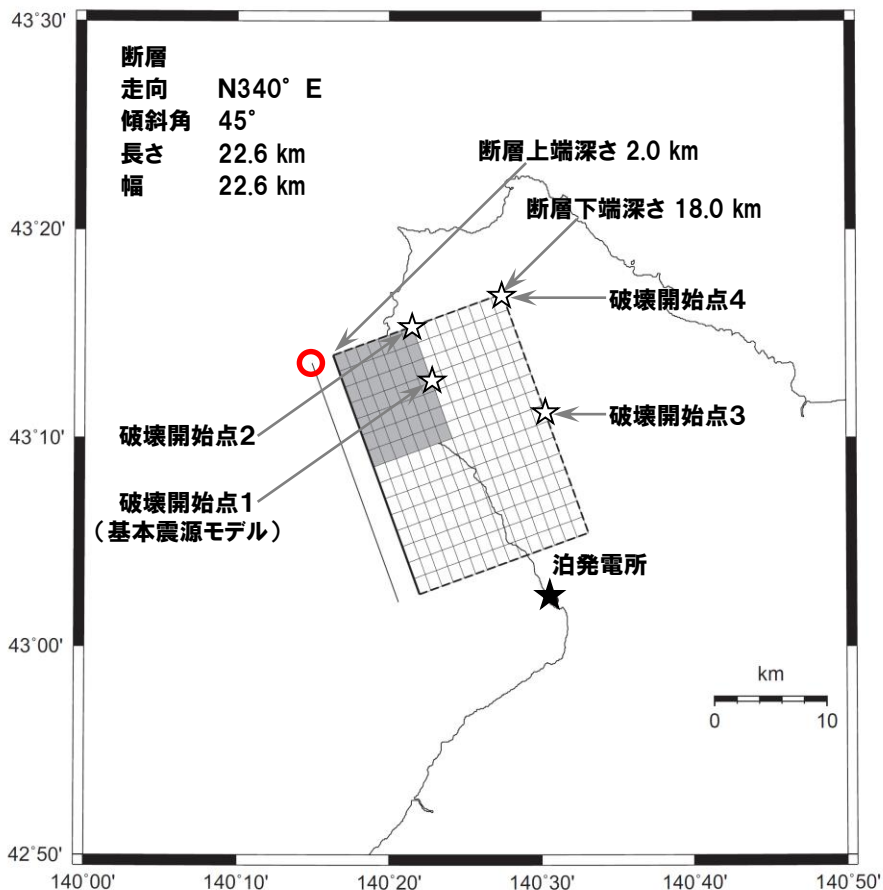 43°30'
断層
走向 N340° E
傾斜角 45°
長さ 22.6 km
幅 22.6 km
断層上端深さ 2.0 km
断層下端深さ 18.0 km
43°20'
破壊開始点4
破壊開始点3
43°10'
破壊開始点2
破壊開始点1
（基本震源モデル）
泊発電所
43°00'
km
0 10
42°50'
140°00' 140°10' 140°20' 140°30' 140°40' 140°50'